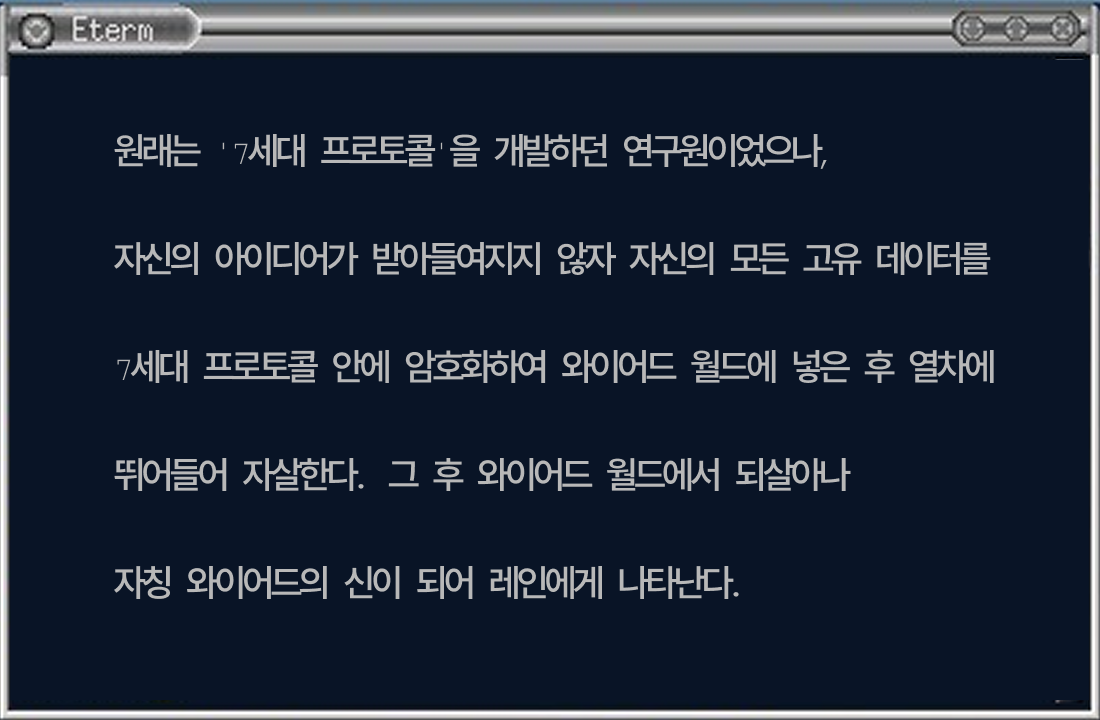 Eterm
원래는 '7세대 프로토콜'을 개발하던 연구원이었으나,
자신의 아이디어가 받아들여지지 않자 자신의 모든 고유 데이터를
7세대 프로토콜 안에 암호화하여 와이어드 월드에 넣은 후 열차에
뛰어들어 자살한다. 그 후 와이어드 월드에서 되살아나
자칭 와이어드의 신이 되어 레인에게 나타난다.